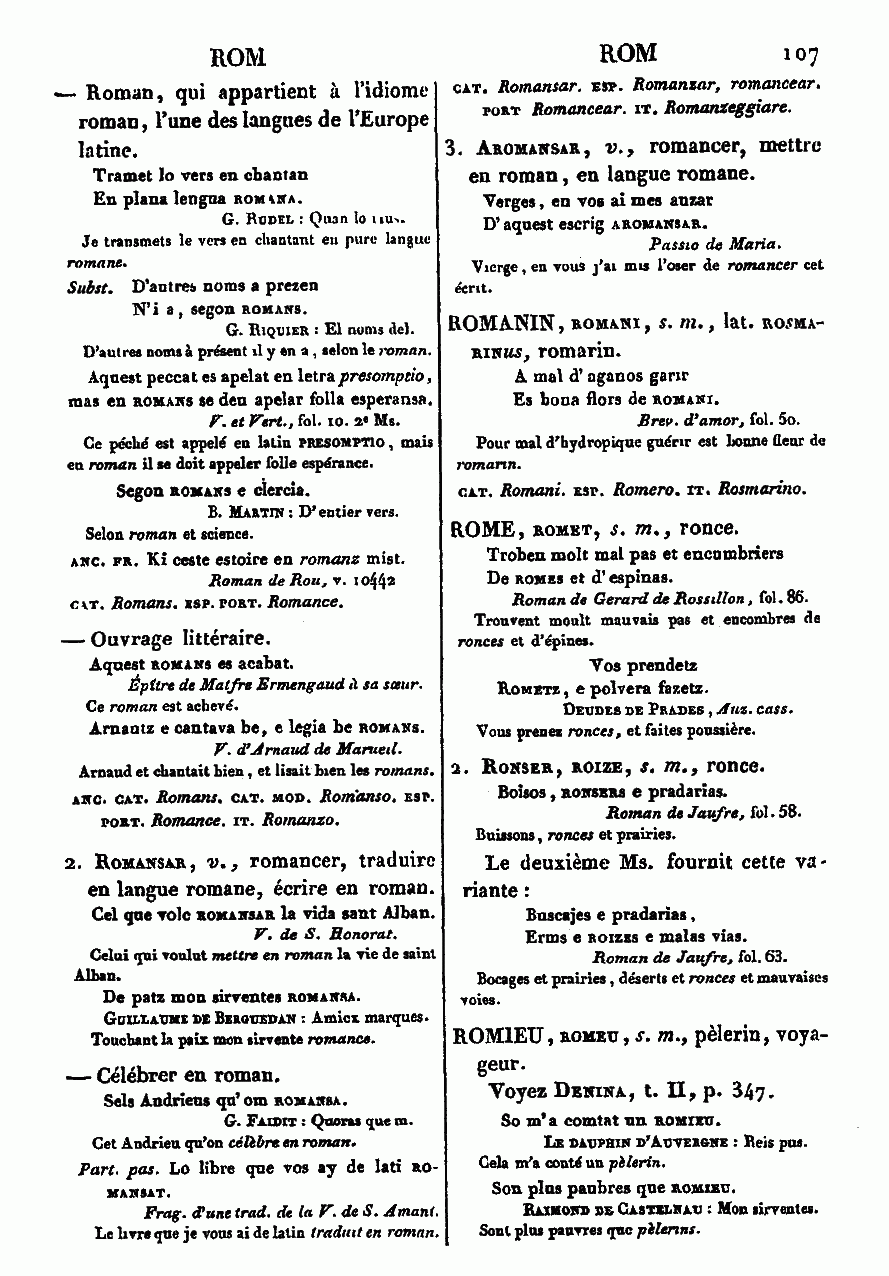 ROM
— Roman, qui appartient à l'idiome
roman, l'une des langues de l'Europe
latine.
Tramet lo vers en chantan
En plana lengua ROMANA.
G. RUDEL : Quan lo rius.
Je transmets le vers en chantant en pure langue
romane.
Subst. D'autres noms a prezen
N'i a, segon ROMANS.
G. RIQUIER : El noms del.
D'autres noms à présent il y en a, selon le roman.
Aquest peccat es apelat en letra presomptio,
mas en ROMANS se deu apelar folla esperansa.
V. et Vert., fol. 10. 2e Ms.
Ce péché est appelé en latin PRESOMPTIO, mais
en roman il se doit appeler folle espérance.
Segon ROMANS e clercia.
B. MARTIN : D'entier vers.
Selon roman et science.
ANC. FR. Ki ceste estoire en romanz mist.
Roman de Rou, v. 10442
CAT. Romans. ESP. PORT. Romance.
— Ouvrage littéraire.
Aquest ROMANS es acabat.
Épître de Matfre Ermengaud à sa sœur.
Ce roman est achevé.
Arnautz e cantava be, e legia be ROMANS.
V. d'Arnaud de Marueil.
Arnaud et chantait bien, et lisait bien les romans.
ANC. CAT. Romans. CAT. MOD. Romanso. ESP.
PORT. Romance. IT. Romanzo.
2. ROMANSAR, v., romancer, traduire
en langue romane, écrire en roman.
Cel que volc ROMANSAR la vida sant Alban.
V. de S. Honorat.
Celui qui voulut mettre en roman la vie de saint
Alban.
De patz mon sirventes ROMANSA.
GUILLAUME DE BERGUEDAN : Amicx marques.
Touchant la paix mon sirvente romance.
— Célébrer en roman.
Sels Andrieus qu'om ROMANSA.
G. FAIDIT : Quoras que m.
Cet Andrieu qu'on célèbre en roman.
Part. pas. Lo libre que vos ay de lati RO-
MANSAT.
Frag. d'une trad. de la V. de S. Amant.
Le livre que je vous ai de latin traduit en roman.
ROM 107
CAT. Romansar. ESP. Romanzar, romancear.
PORT Romancear. IT. Romanzeggiare.
3. AROMANSAR, v., romancer, mettre
en roman, en langue romane.
Verges, en vos ai mes auzar
D'aquest escrig AROMANSAR.
Passio de Maria.
Vierge, en vous j'ai mis l'oser de romancer cet
écrit.
ROMANIN, ROMANI, s. m., lat. ROSMA-
RINUS, romarin.
A mal d'aganos garir
Es bona flors de ROMANI.
Brev. d'amor, fol. 50.
Pour mal d'hydropique guérir est bonne fleur de
romarin.
CAT. Romani. ESP. Romero. IT. Rosmarino.
ROME, ROMET, s. m., ronce.
Troben molt mal pas et encombriers
De ROMES et d'espinas.
Roman de Gerard de Rossillon, fol. 86.
Trouvent moult mauvais pas et encombres de
ronces et d'épines.
Vos prendetz
ROMETZ, e polvera fazetz.
DEUDES DE PRADES, Auz. cass.
Vous prenez ronces, et faites poussière.
2. RONSER, ROIZE, s. m., ronce.
Boisos, RONSERS e pradarias.
Roman de Jaufre, fol. 58.
Buissons, ronces et prairies.
Le deuxième Ms. fournit cette va-
riante :
Buscajes e pradarias,
Erms e ROIZES e malas vias.
Roman de Jaufre, fol. 63.
Bocages et prairies, déserts et ronces et mauvaises
voies.
ROMIEU, ROMEU, s. m., pèlerin, voya-
geur.
Voyez DENINA, t. II, p. 347.
So m'a comtat un ROMIEU.
LE DAUPHIN D'AUVERGNE : Reis pus.
Cela m'a conté un pèlerin.
Son plus paubres que ROMIEU.
RAIMOND DE CASTELNAU : Mon sirventes.
Sont plus pauvres que pèlerins.